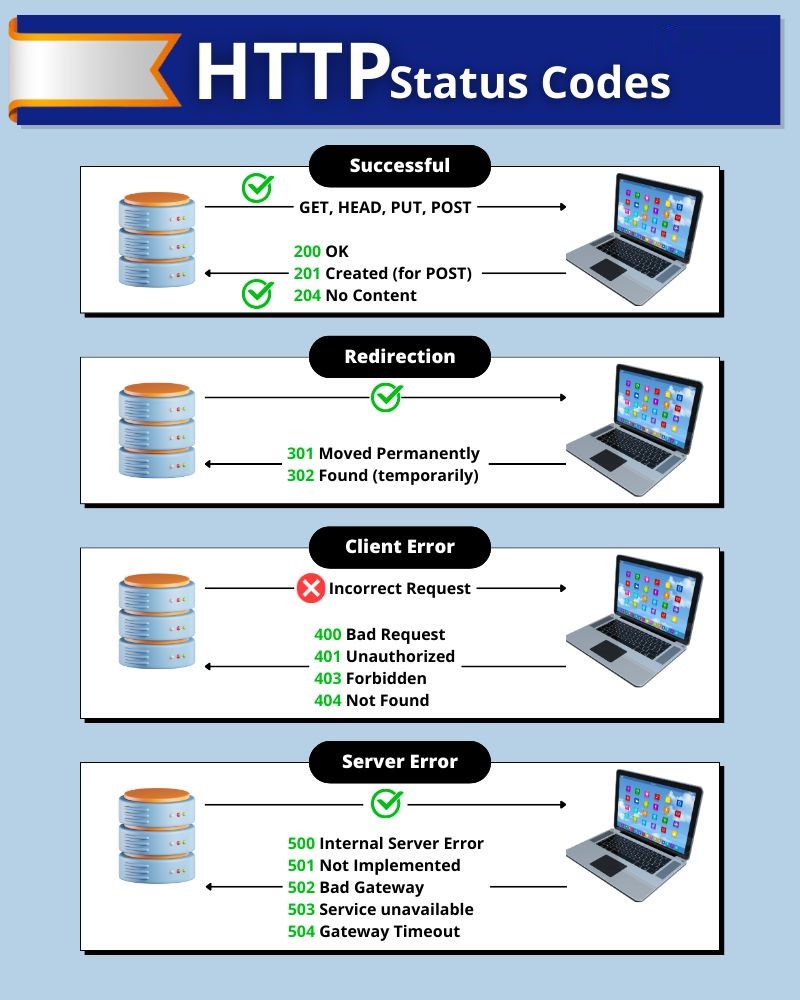 HTTP Status Codes
Successful
GET, HEAD, PUT, POST
200 OK
201 Created (for POST)
204 No Content
Redirection
301 Moved Permanently
302 Found (temporarily)
Client Error
Incorrect Request
400 Bad Request
401 Unauthorized
403 Forbidden
404 Not Found
Server Error
500 Internal Server Error
501 Not Implemented
502 Bad Gateway
503 Service unavailable
504 Gateway Timeout